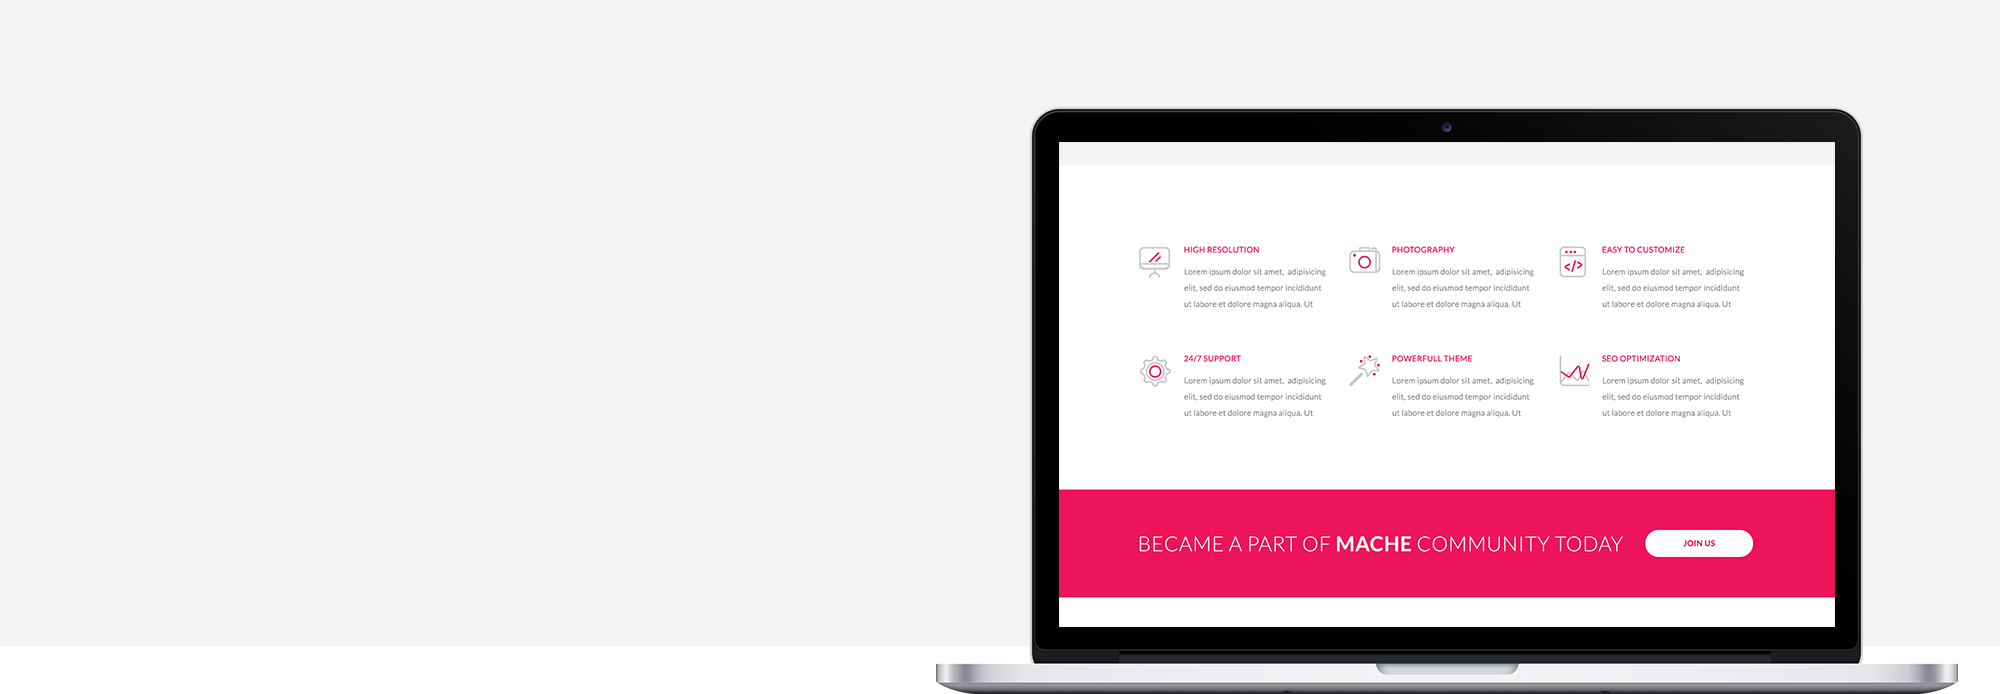 HIGH RESOLUTION
Lorem ipsum dolor sit amet, adipisicing
elit, sed do eiusmod tempor incididunt
ut labore et dolore magna aliqua. Ut
PHOTOGRAPHY
Lorem ipsum dolor sit amet, adipisicing
elit, sed do eiusmod tempor incididunt
ut labore et dolore magna aliqua. Ut
EASY TO CUSTOMIZE
Lorem ipsum dolor sit amet, adipisicing
elit, sed do eiusmod tempor incididunt
ut labore et dolore magna aliqua. Ut
24/7 SUPPORT
Lorem ipsum dolor sit amet, adipisicing
elit, sed do eiusmod tempor incididunt
ut labore et dolore magna aliqua. Ut
POWERFULL THEME
Lorem ipsum dolor sit amet, adipisicing
elit, sed do eiusmod tempor incididunt
ut labore et dolore magna aliqua. Ut
SEO OPTIMIZATION
Lorem ipsum dolor sit amet, adipisicing
elit, sed do eiusmod tempor incididunt
ut labore et dolore magna aliqua. Ut
BECAME A PART OF MACHE COMMUNITY TODAY
JOIN US